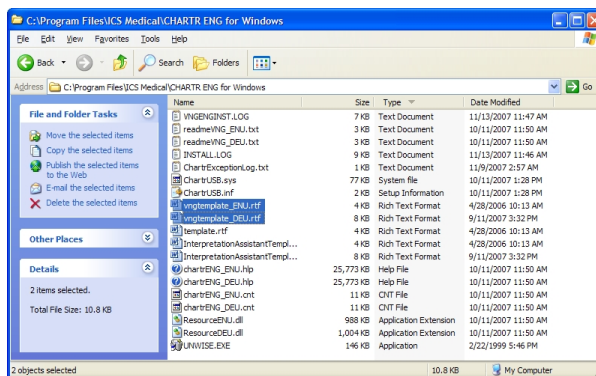 C:\Program Files\ICS Medical\CHARTR ENG for Windows
File Edit View Favorites Tools Help
Back Search Folders
Address C:\Program Files\ICS Medical\CHARTR ENG for Windows Go
File and Folder Tasks
Move the selected items
Copy the selected items
Publish the selected items
to the Web
E-mail the selected items
Delete the selected items
Other Places
Details
2 items selected.
Total File Size: 10.8 KB
Name Size Type Date Modified
VNGENGINST.LOG 7 KB Text Document 11/13/2007 11:47 AM
readmeVNG_ENU.txt 1 KB Text Document 10/11/2007 11:50 AM
readmeVNG_DEU.txt 1 KB Text Document 10/11/2007 11:50 AM
INSTALL.LOG 9 KB Text Document 11/13/2007 11:46 AM
ChartrExceptionLog.txt 1 KB Text Document 11/9/2007 2:57 AM
ChartrUSB.sys 77 KB System file 10/11/2007 1:28 PM
ChartrUSB.inf 2 KB Setup Information 10/11/2007 1:28 PM
vngtemplate_ENU.rtf 4 KB Rich Text Format 4/28/2006 10:13 AM
vngtemplate_DEU.rtf 8 KB Rich Text Format 9/11/2007 3:32 PM
template.rtf 4 KB Rich Text Format 4/28/2006 10:13 AM
InterpretationAssistantTempl... 4 KB Rich Text Format 4/28/2006 10:13 AM
InterpretationAssistantTempl... 8 KB Rich Text Format 9/11/2007 3:32 PM
chartrENG_ENU.hlp 25,773 KB Help File 10/11/2007 11:50 AM
chartrENG_DEU.hlp 25,773 KB Help File 10/11/2007 11:50 AM
chartrENG_ENU.cnt 11 KB CNT File 10/11/2007 11:50 AM
chartrENG_DEU.cnt 11 KB CNT File 10/11/2007 11:50 AM
ResourceENU.dll 988 KB Application Extension 10/11/2007 11:50 AM
ResourceDEU.dll 1,004 KB Application Extension 10/11/2007 11:50 AM
UNWISE.EXE 146 KB Application 2/22/1999 5:46 PM
2 objects selected 10.8 KB My Computer